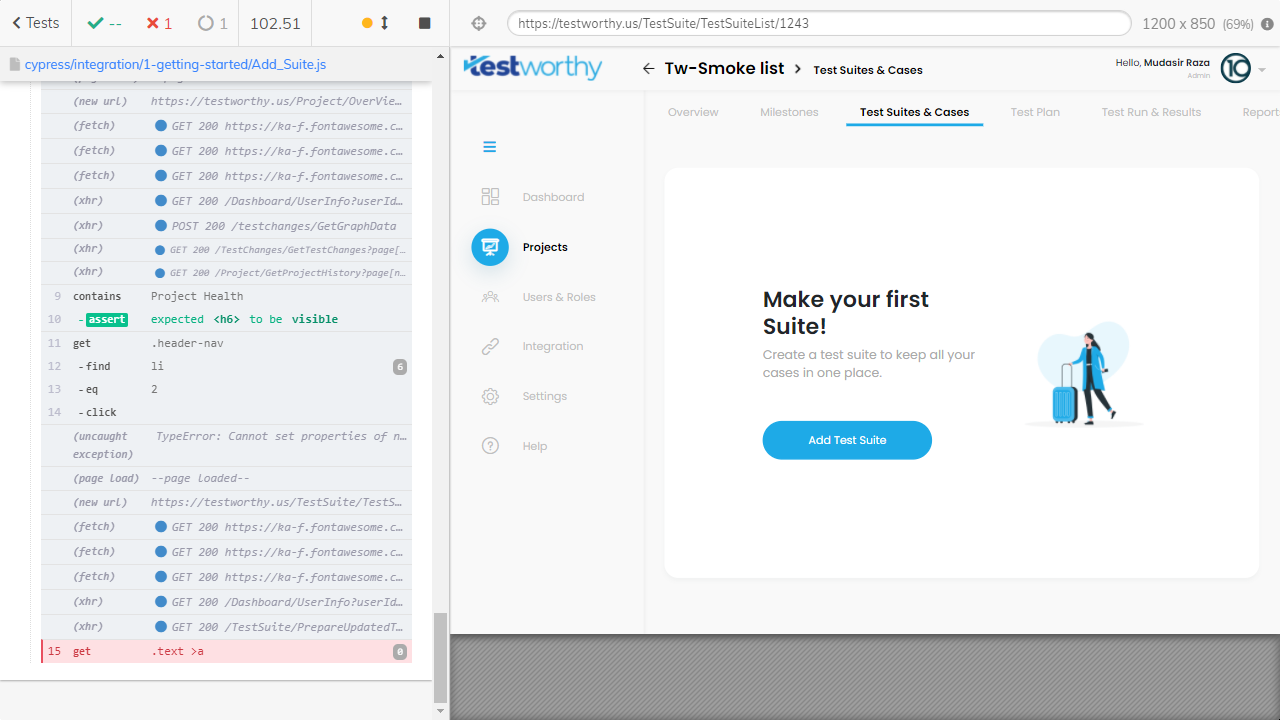 Tests
--
1
1
102.51
https://testworthy.us/TestSuite/TestSuiteList/1243
1200 x 850 (69%)
cypress/integration/1-getting-started/Add_Suite.js
(new url) https://testworthy.us/Project/OverVie…
(fetch) GET 200 https://ka-f.fontawesome.c…
(fetch) GET 200 https://ka-f.fontawesome.c…
(fetch) GET 200 https://ka-f.fontawesome.c…
(xhr) GET 200 /Dashboard/UserInfo?userId…
(xhr) POST 200 /testchanges/GetGraphData
(xhr) GET 200 /TestChanges/GetTestChanges?page[…
(xhr) GET 200 /Project/GetProjectHistory?page[n…
9 contains Project Health
10 -assert expected <h6> to be visible
11 get .header-nav
12 -find li 6
13 -eq 2
14 -click
(uncaught exception) TypeError: Cannot set properties of n…
(page load) --page loaded--
(new url) https://testworthy.us/TestSuite/TestS…
(fetch) GET 200 https://ka-f.fontawesome.c…
(fetch) GET 200 https://ka-f.fontawesome.c…
(fetch) GET 200 https://ka-f.fontawesome.c…
(xhr) GET 200 /Dashboard/UserInfo?userId…
(xhr) GET 200 /TestSuite/PrepareUpdatedT…
15 get .text >a 0
testworthy
Tw-Smoke list > Test Suites & Cases
Hello, Mudasir Raza
Admin
10
Overview Milestones Test Suites & Cases Test Plan Test Run & Results Report
Dashboard
Projects
Users & Roles
Integration
Settings
Help
Make your first
Suite!
Create a test suite to keep all your
cases in one place.
Add Test Suite